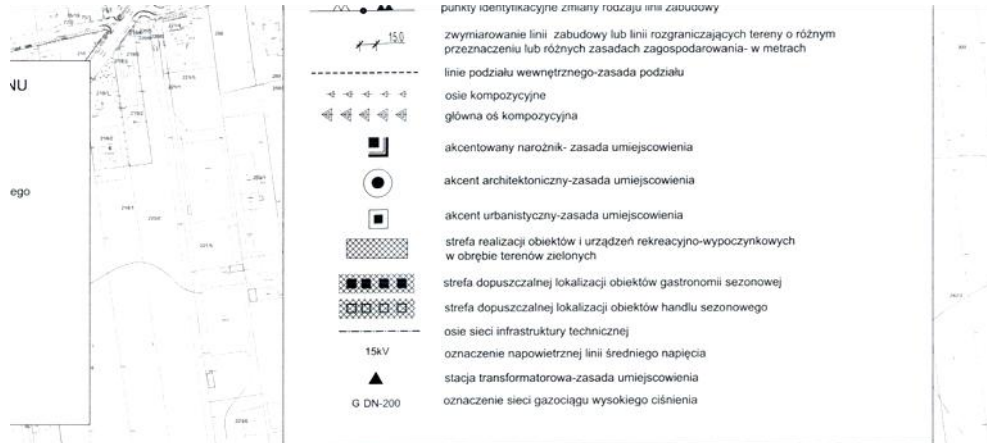 punkty identyfikacyjne zmiany rodzaju linii zabudowy
15.0
zwymiarowanie linii zabudowy lub linii rozgraniczających tereny o różnym
przeznaczeniu lub różnych zasadach zagospodarowania- w metrach
linie podziału wewnętrznego-zasada podziału
osie kompozycyjne
główna oś kompozycyjna
akcentowany narożnik- zasada umiejscowienia
akcent architektoniczny-zasada umiejscowienia
akcent urbanistyczny-zasada umiejscowienia
strefa realizacji obiektów i urządzeń rekreacyjno-wypoczynkowych
w obrębie terenów zielonych
strefa dopuszczalnej lokalizacji obiektów gastronomii sezonowej
strefa dopuszczalnej lokalizacji obiektów handlu sezonowego
osie sieci infrastruktury technicznej
15kV oznaczenie napowietrznej linii średniego napięcia
stacja transformatorowa-zasada umiejscowienia
G DN-200 oznaczenie sieci gazociągu wysokiego ciśnienia
NU
ego